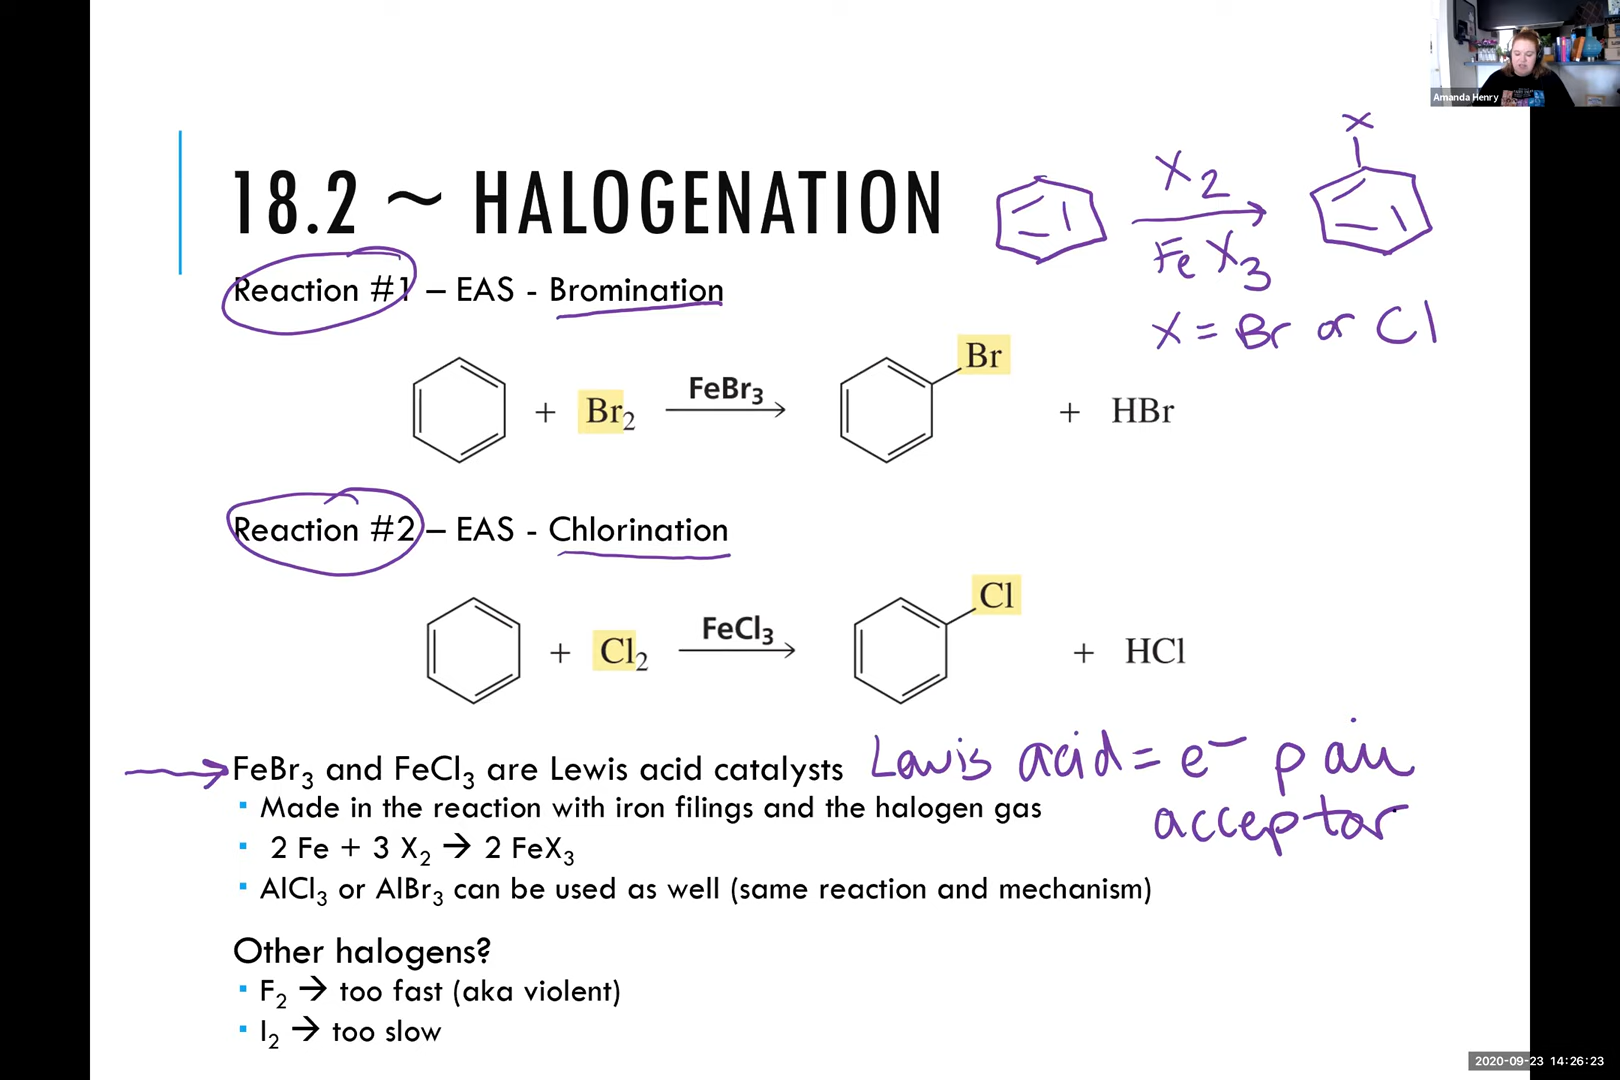 Amanda Henry
18.2 ~ HALOGENATION
X
X₂
FeX₃
X = Br or Cl
Reaction #1 – EAS - Bromination
+ Br₂ FeBr₃ Br + HBr
Reaction #2 – EAS - Chlorination
+ Cl₂ FeCl₃ Cl + HCl
FeBr₃ and FeCl₃ are Lewis acid catalysts
Lewis acid = e⁻ pair
acceptor
▪ Made in the reaction with iron filings and the halogen gas
▪ 2 Fe + 3 X₂ → 2 FeX₃
▪ AlCl₃ or AlBr₃ can be used as well (same reaction and mechanism)
Other halogens?
▪ F₂ → too fast (aka violent)
▪ I₂ → too slow
2020-09-23 14:26:23